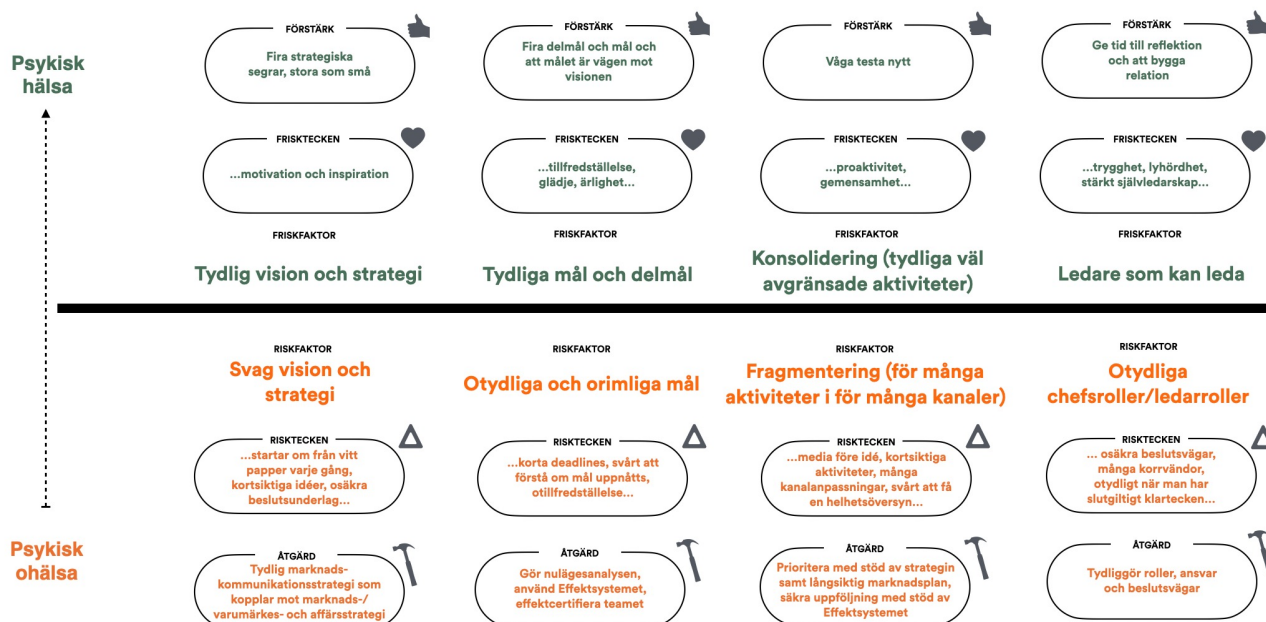 Psykisk
hälsa
FÖRSTÄRK
Fira strategiska
segrar, stora som små
FÖRSTÄRK
Fira delmål och mål och
att målet är vägen mot
visionen
FÖRSTÄRK
Våga testa nytt
FÖRSTÄRK
Ge tid till reflektion
och att bygga
relation
FRISKTECKEN
...motivation och inspiration
FRISKTECKEN
...tillfredställelse,
glädje, ärlighet...
FRISKTECKEN
...proaktivitet,
gemensamhet...
FRISKTECKEN
...trygghet, lyhördhet,
stärkt självledarskap...
FRISKFAKTOR
Tydlig vision och strategi
FRISKFAKTOR
Tydliga mål och delmål
FRISKFAKTOR
Konsolidering (tydliga väl
avgränsade aktiviteter)
FRISKFAKTOR
Ledare som kan leda
RISKFAKTOR
Svag vision och
strategi
RISKFAKTOR
Otydliga och orimliga mål
RISKFAKTOR
Fragmentering (för många
aktiviteter i för många kanaler)
RISKFAKTOR
Otydliga
chefsroller/ledarroller
RISKTECKEN
...startar om från vitt
papper varje gång,
kortsiktiga idéer, osäkra
beslutsunderlag...
RISKTECKEN
...korta deadlines, svårt att
förstå om mål uppnåtts,
otillfredställelse...
RISKTECKEN
...media före idé, kortsiktiga
aktiviteter, många
kanalanpassningar, svårt att få
en helhetsöversyn...
RISKTECKEN
... osäkra beslutsvägar,
många korrvändor,
otydligt när man har
slutgiltigt klartecken...
Psykisk
ohälsa
ÅTGÄRD
Tydlig marknads-
kommunikationsstrategi som
kopplar mot marknads-/
varumärkes- och affärsstrategi
ÅTGÄRD
Gör nulägesanalysen,
använd Effektsystemet,
effektcertifiera teamet
ÅTGÄRD
Prioritera med stöd av strategin
samt långsiktig marknadsplan,
säkra uppföljning med stöd av
Effektsystemet
ÅTGÄRD
Tydliggör roller, ansvar
och beslutsvägar